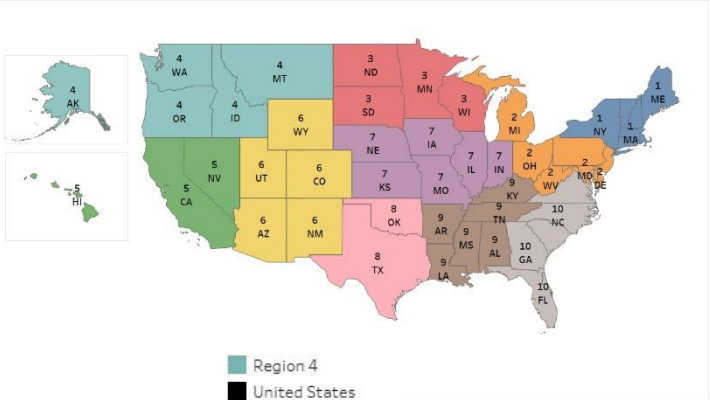 4
WA
4
MT
3
ND
3
MN
1
ME
4
AK
4
OR
4
ID
3
SD
3
WI
2
MI
1
NY
1
MA
6
WY
7
NE
7
IA
7
IL
7
IN
2
OH
2
MD
2
DE
2
WV
5
NV
6
UT
6
CO
7
KS
7
MO
9
KY
5
HI
5
CA
6
AZ
6
NM
8
OK
9
AR
9
TN
10
NC
9
MS
9
AL
10
GA
8
TX
9
LA
10
FL
Region 4
United States